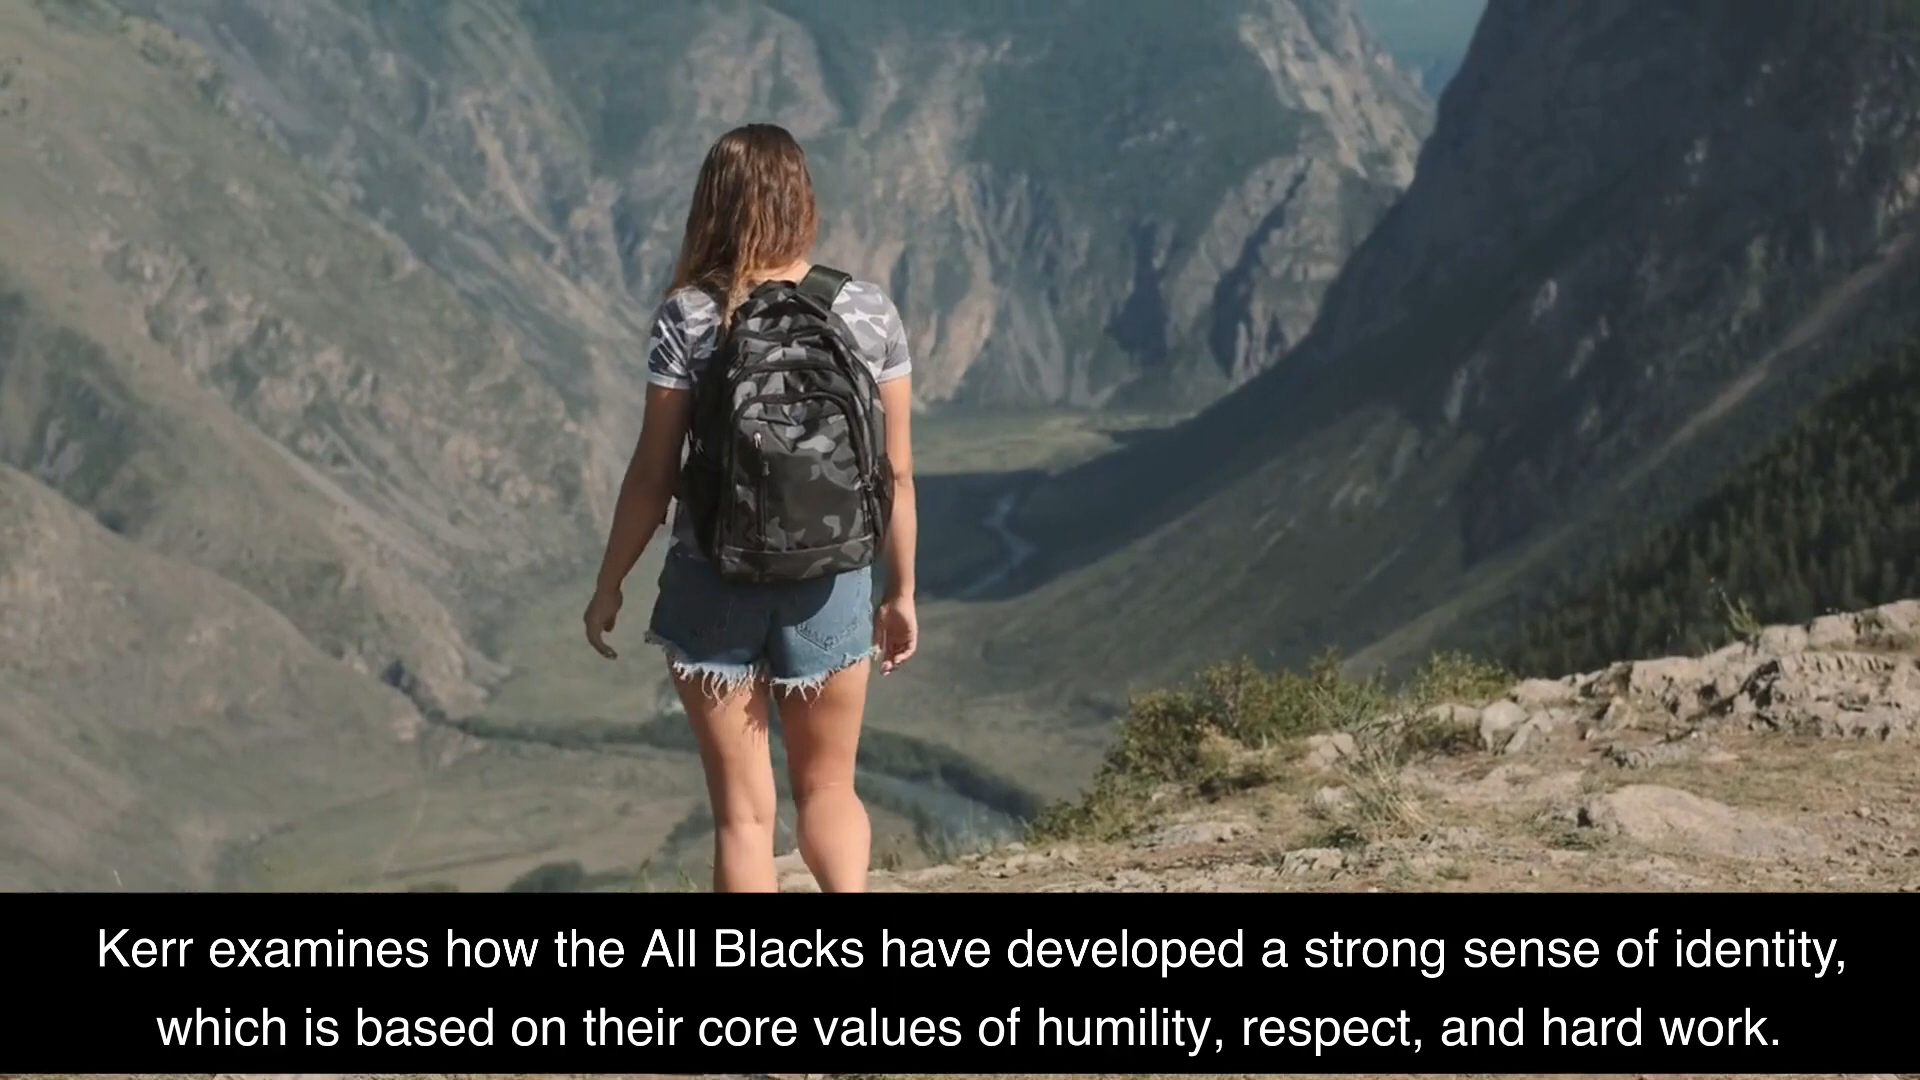 Kerr examines how the All Blacks have developed a strong sense of identity,
which is based on their core values of humility, respect, and hard work.